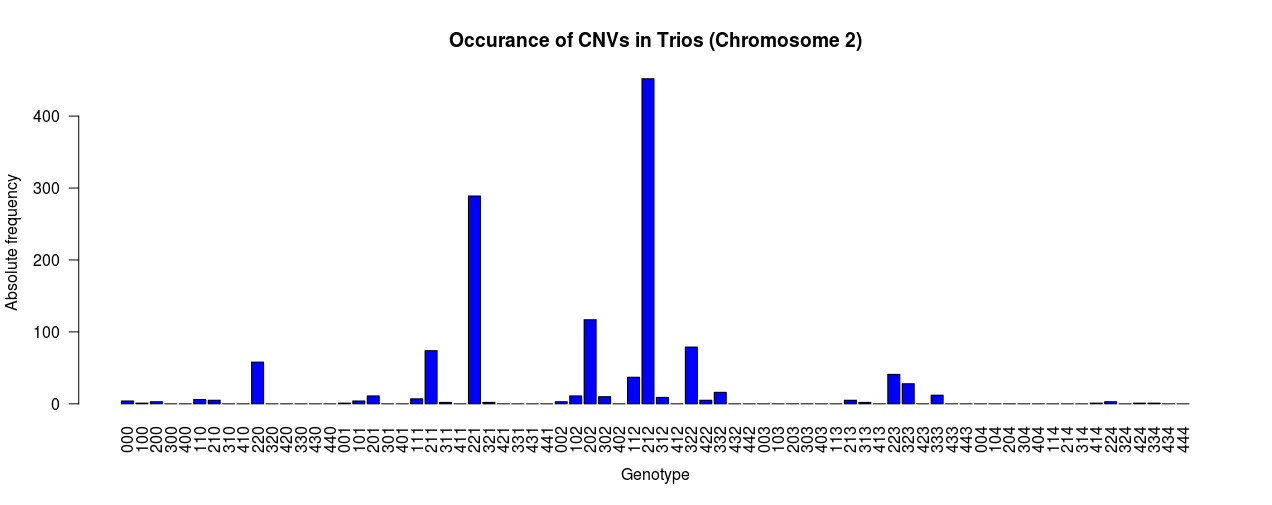 Occurance of CNVs in Trios (Chromosome 2)
Absolute frequency
400
300
200
100
0
000 100 200 300 400 110 210 310 410 220 320 420 330 430 440 001 101 201 301 401 111 211 311 411 221 321 421 331 431 441 002 102 202 302 402 112 212 312 412 322 422 332 432 442 003 103 203 303 403 113 213 313 413 223 323 423 333 433 443 004 104 204 304 404 114 214 314 414 224 324 424 334 434 444
Genotype